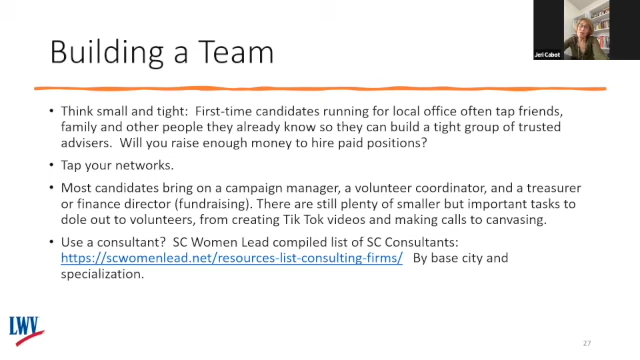 Building a Team
Jeri Cabot
• Think small and tight:  First-time candidates running for local office often tap friends,
family and other people they already know so they can build a tight group of trusted
advisers.  Will you raise enough money to hire paid positions?
• Tap your networks.
• Most candidates bring on a campaign manager, a volunteer coordinator, and a treasurer
or finance director (fundraising). There are still plenty of smaller but important tasks to
dole out to volunteers, from creating Tik Tok videos and making calls to canvasing.
• Use a consultant?  SC Women Lead compiled list of SC Consultants:
https://scwomenlead.net/resources-list-consulting-firms/   By base city and
specialization.
LWV
27